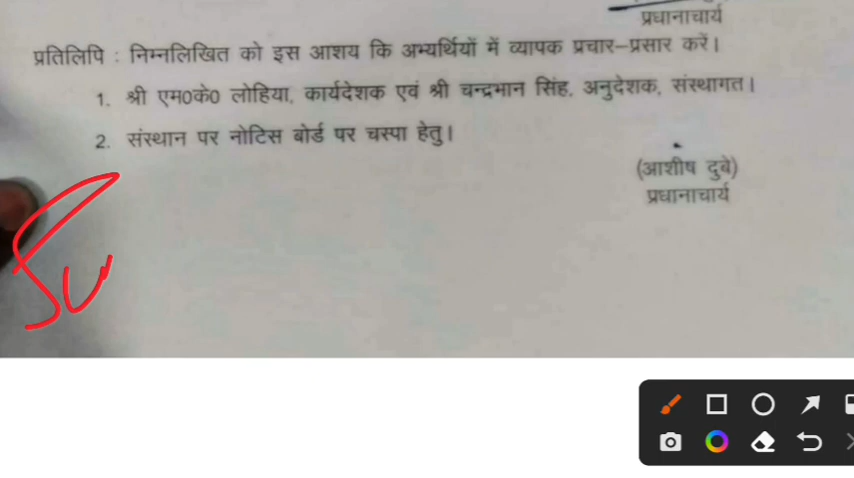 प्रधानाचार्य
प्रतिलिपि : निम्नलिखित को इस आशय कि अभ्यर्थियों में व्यापक प्रचार–प्रसार करें।
1. श्री एम0के0 लोहिया, कार्यदेशक एवं श्री चन्द्रभान सिंह, अनुदेशक, संस्थागत।
2. संस्थान पर नोटिस बोर्ड पर चस्पा हेतु।
(आशीष दुबे)
प्रधानाचार्य
Su